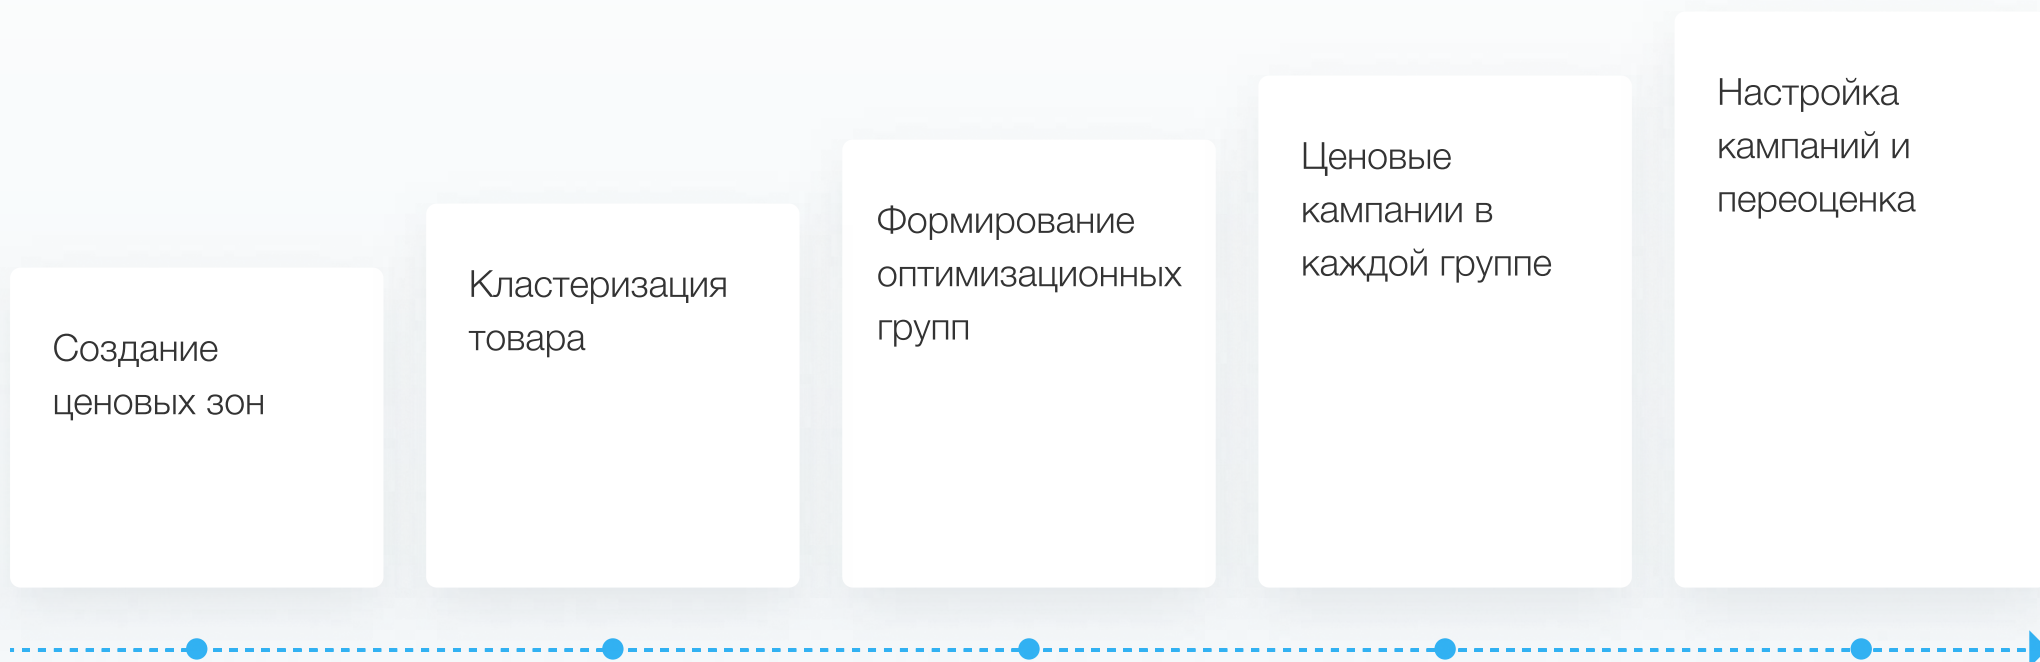 Создание
ценовых зон
Кластеризация
товара
Формирование
оптимизационных
групп
Ценовые
кампании в
каждой группе
Настройка
кампаний и
переоценка